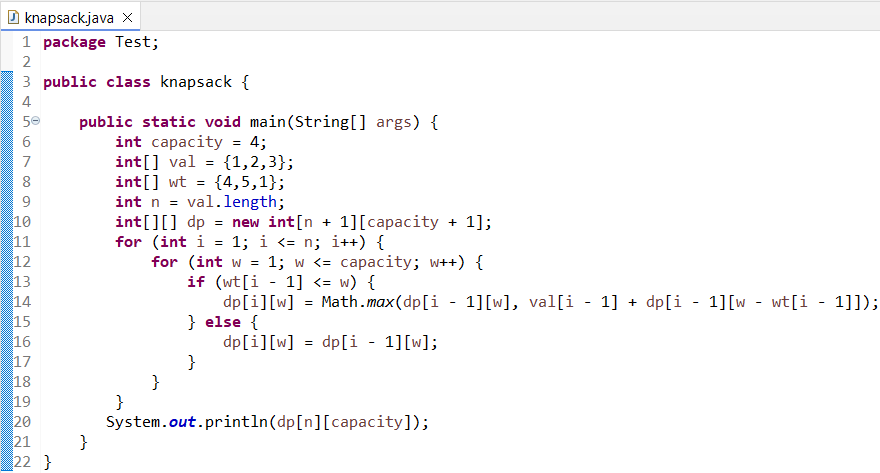 knapsack.java
1 package Test;
2
3 public class knapsack {
4
5 public static void main(String[] args) {
6 int capacity = 4;
7 int[] val = {1,2,3};
8 int[] wt = {4,5,1};
9 int n = val.length;
10 int[][] dp = new int[n + 1][capacity + 1];
11 for (int i = 1; i <= n; i++) {
12 for (int w = 1; w <= capacity; w++) {
13 if (wt[i - 1] <= w) {
14 dp[i][w] = Math.max(dp[i - 1][w], val[i - 1] + dp[i - 1][w - wt[i - 1]]);
15 } else {
16 dp[i][w] = dp[i - 1][w];
17 }
18 }
19 }
20 System.out.println(dp[n][capacity]);
21 }
22 }